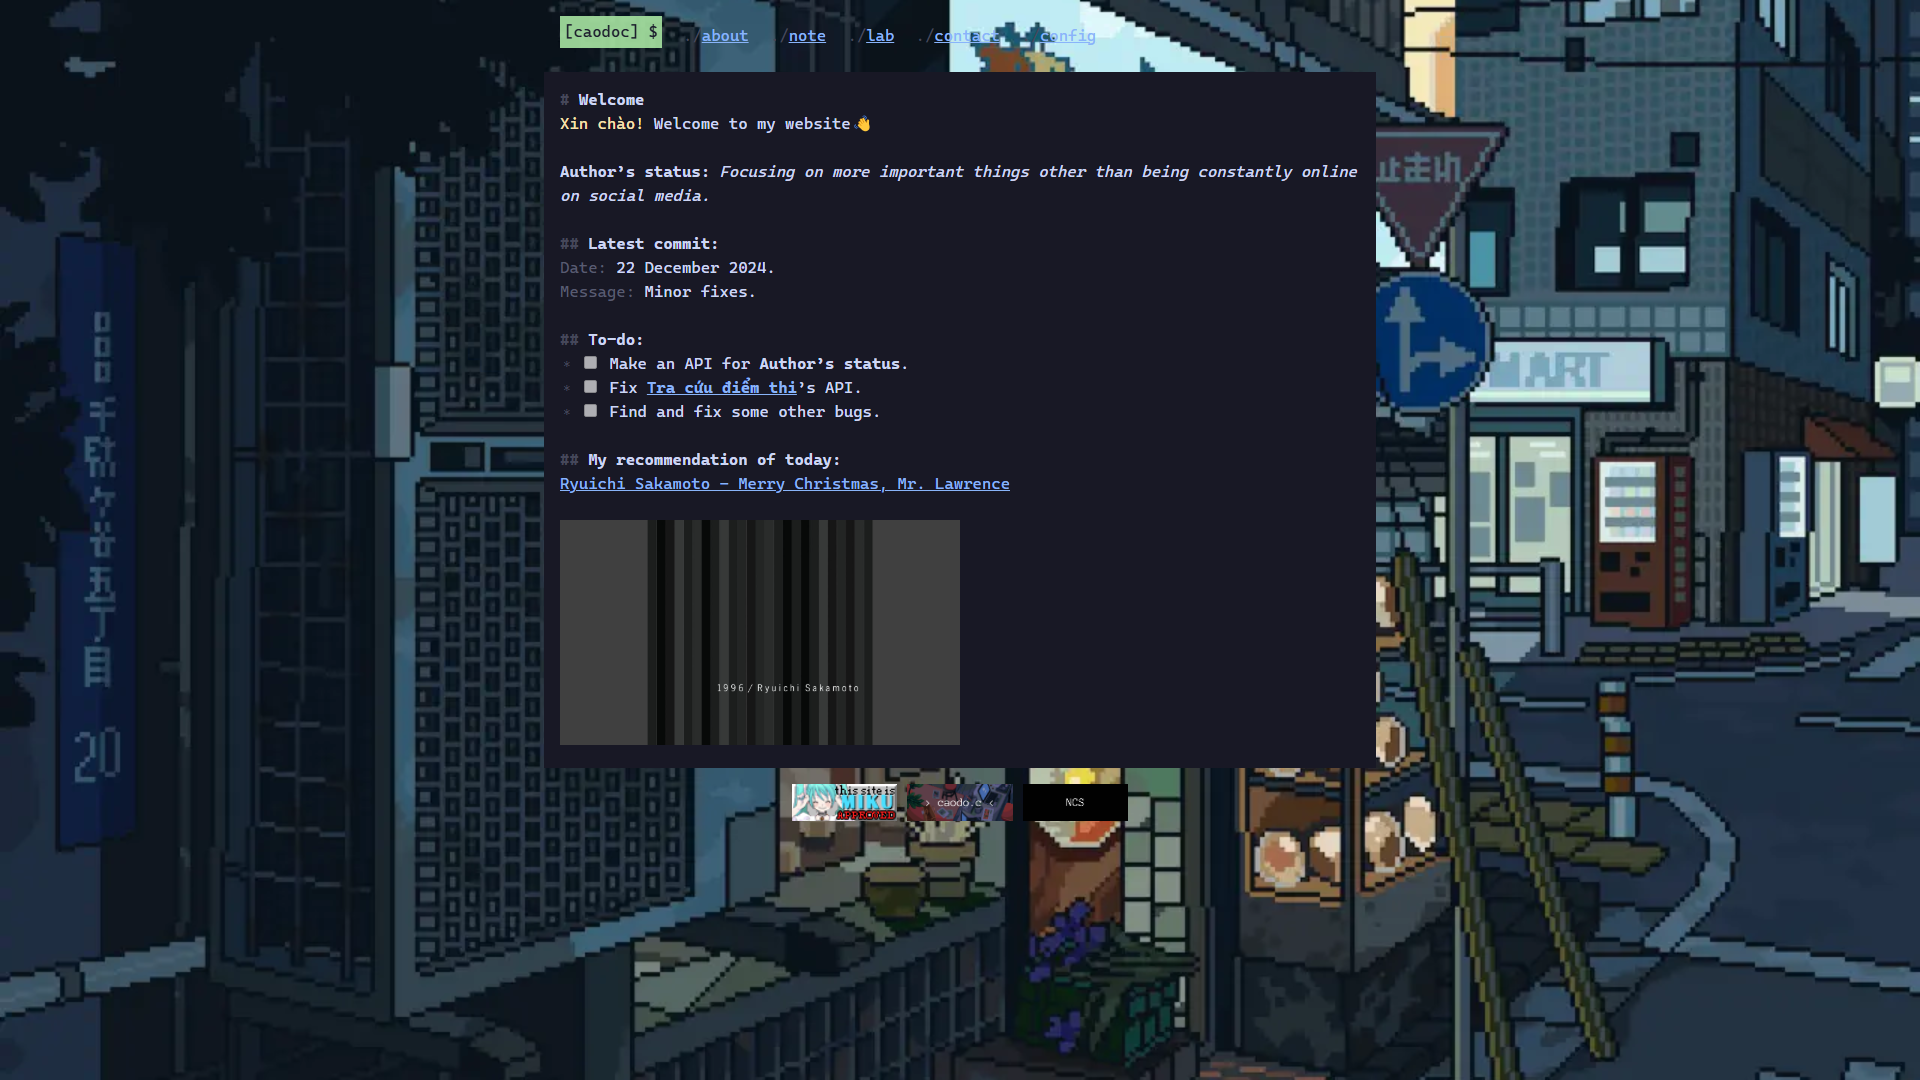 [caodoc] $ ./about ./note ./lab ./contact ./config
# Welcome
Xin chào! Welcome to my website👋
Author's status: Focusing on more important things other than being constantly online
on social media.
## Latest commit:
Date: 22 December 2024.
Message: Minor fixes.
## To-do:
* Make an API for Author's status.
* Fix Tra cứu điểm thi's API.
* Find and fix some other bugs.
## My recommendation of today:
Ryuichi Sakamoto - Merry Christmas, Mr. Lawrence
1996 / Ryuichi Sakamoto
this site is
MIKU
APPROVED
› caodo.c ‹
NCS
MART
五丁目
20